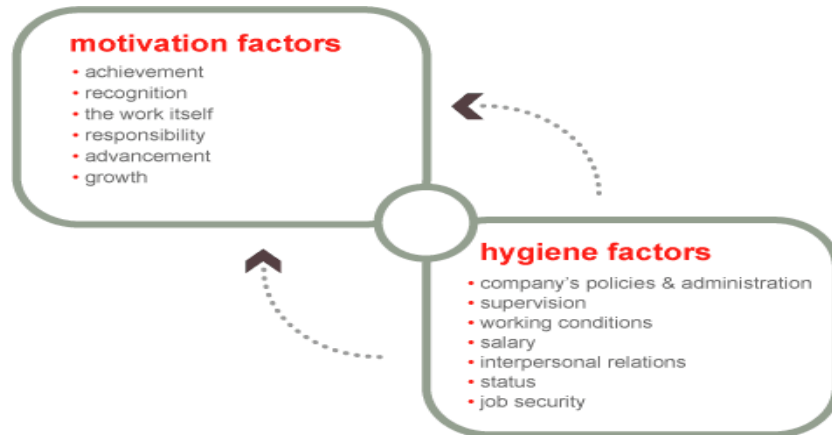 motivation factors
• achievement
• recognition
• the work itself
• responsibility
• advancement
• growth
hygiene factors
• company's policies & administration
• supervision
• working conditions
• salary
• interpersonal relations
• status
• job security